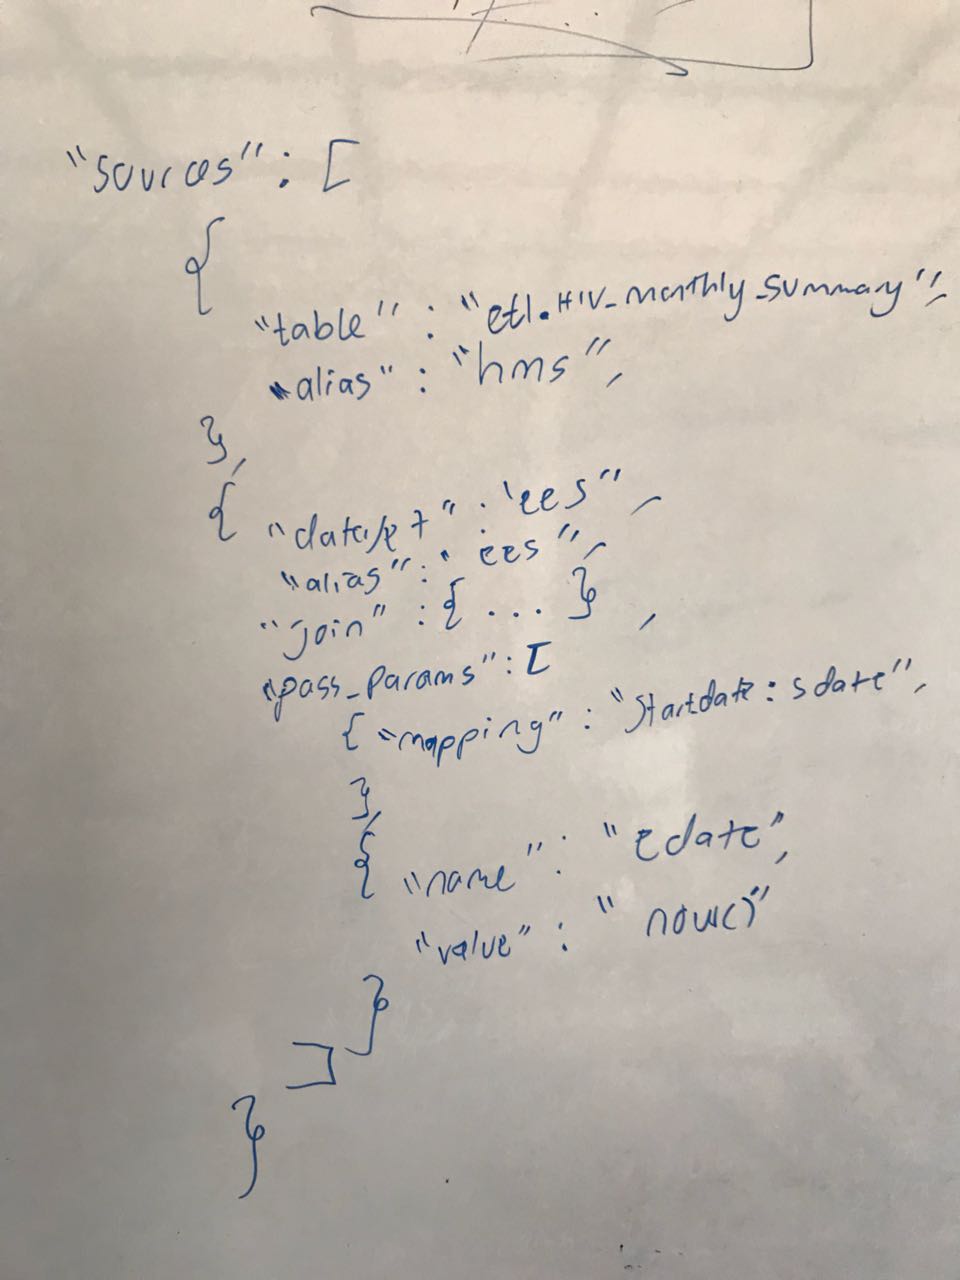 "sources" : [
{
"table" : "etl.HIV_monthly_summary",
"alias" : "hms",
},
{ "dataset" : "ees",
"alias" : "ees",
"join" : { ... } ,
"pass_params" : [
{ "mapping" : "startdate : sdate",
},
{ "name" : "edate",
"value" : "now()"
}
]
}